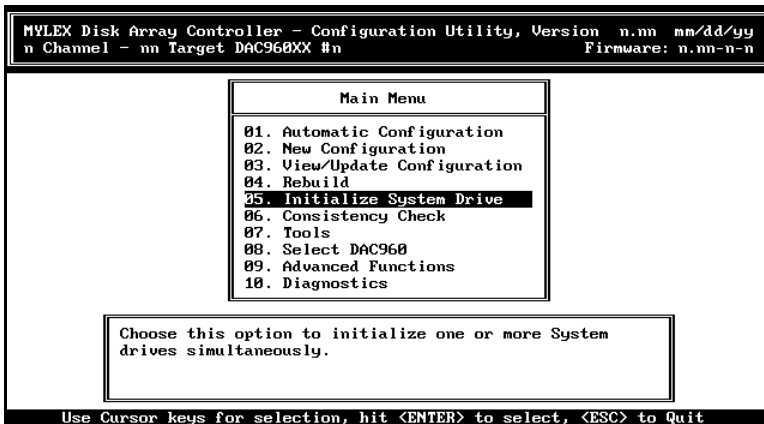 MYLEX Disk Array Controller - Configuration Utility, Version n.nn mm/dd/yy
n Channel - nn Target DAC960XX #n Firmware: n.nn-n-n
Main Menu
01. Automatic Configuration
02. New Configuration
03. View/Update Configuration
04. Rebuild
05. Initialize System Drive
06. Consistency Check
07. Tools
08. Select DAC960
09. Advanced Functions
10. Diagnostics
Choose this option to initialize one or more System
drives simultaneously.
Use Cursor keys for selection, hit <ENTER> to select, <ESC> to Quit